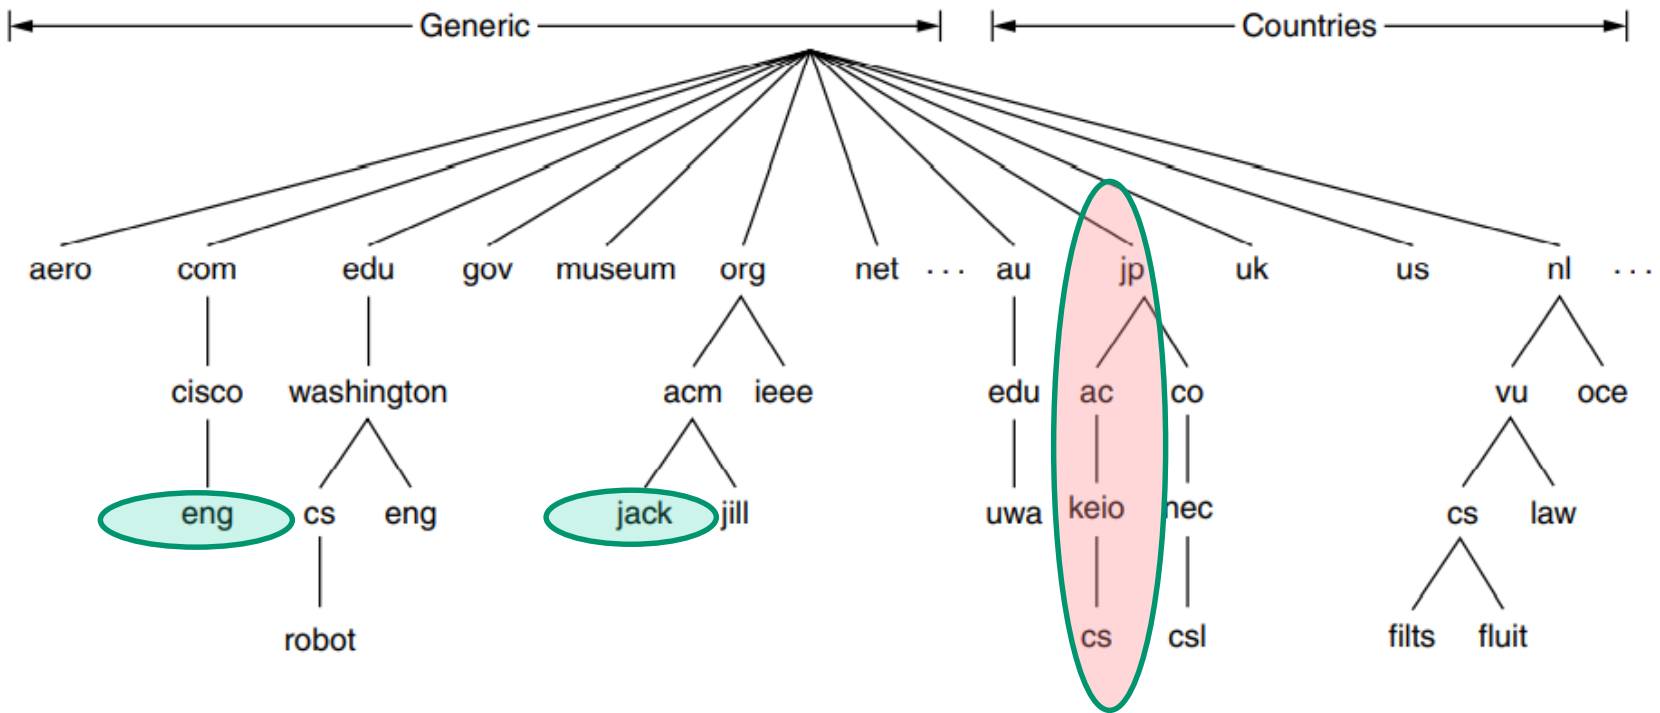 Generic Countries
aero com edu gov museum org net ... au jp uk us nl ...
cisco washington acm ieee edu ac co vu oce
eng cs eng jack jill uwa keio nec cs law
robot cs csl filts fluit